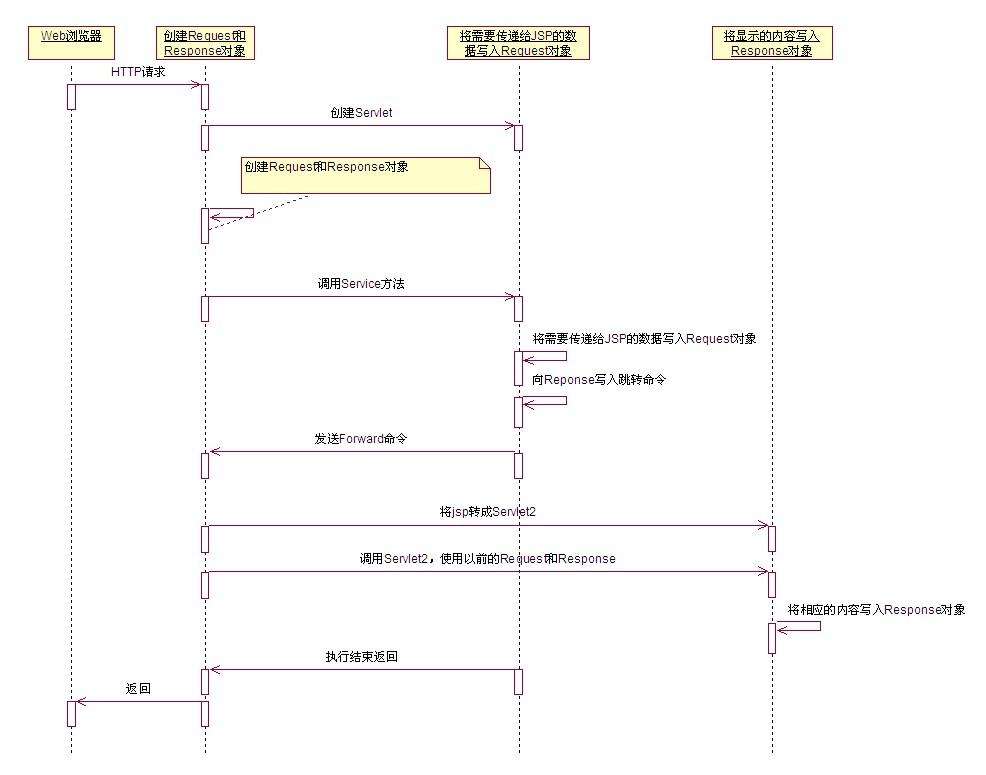 Web浏览器
创建Request和
Response对象
将需要传递给JSP的数
据写入Request对象
将显示的内容写入
Response对象
HTTP请求
创建Servlet
创建Request和Response对象
调用Service方法
将需要传递给JSP的数据写入Request对象
向Reponse写入跳转命令
发送Forward命令
将jsp转成Servlet2
调用Servlet2，使用以前的Request和Response
将相应的内容写入Response对象
执行结束返回
返回